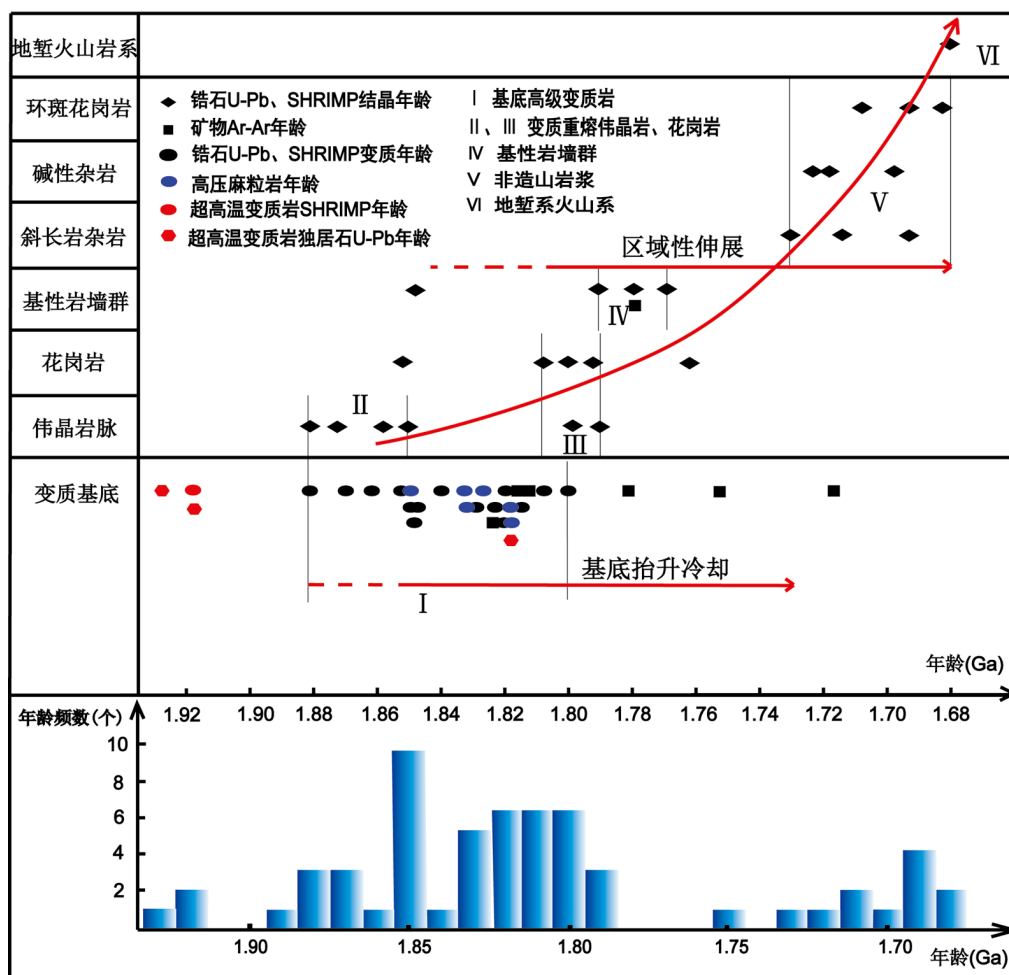 地堑火山岩系
环斑花岗岩
碱性杂岩
斜长岩杂岩
基性岩墙群
花岗岩
伟晶岩脉
变质基底
锆石U-Pb、SHRIMP结晶年龄
矿物Ar-Ar年龄
锆石U-Pb、SHRIMP变质年龄
高压麻粒岩年龄
超高温变质岩SHRIMP年龄
超高温变质岩独居石U-Pb年龄
Ⅰ 基底高级变质岩
Ⅱ、Ⅲ 变质重熔伟晶岩、花岗岩
Ⅳ 基性岩墙群
Ⅴ 非造山岩浆
Ⅵ 地堑系火山系
Ⅵ
Ⅴ
区域性伸展
Ⅳ
Ⅱ
Ⅲ
基底抬升冷却
Ⅰ
年龄(Ga)
1.92 1.90 1.88 1.86 1.84 1.82 1.80 1.78 1.76 1.74 1.72 1.70 1.68
年龄频数(个)
10
8
6
4
2
1.90 1.85 1.80 1.75 1.70
年龄(Ga)